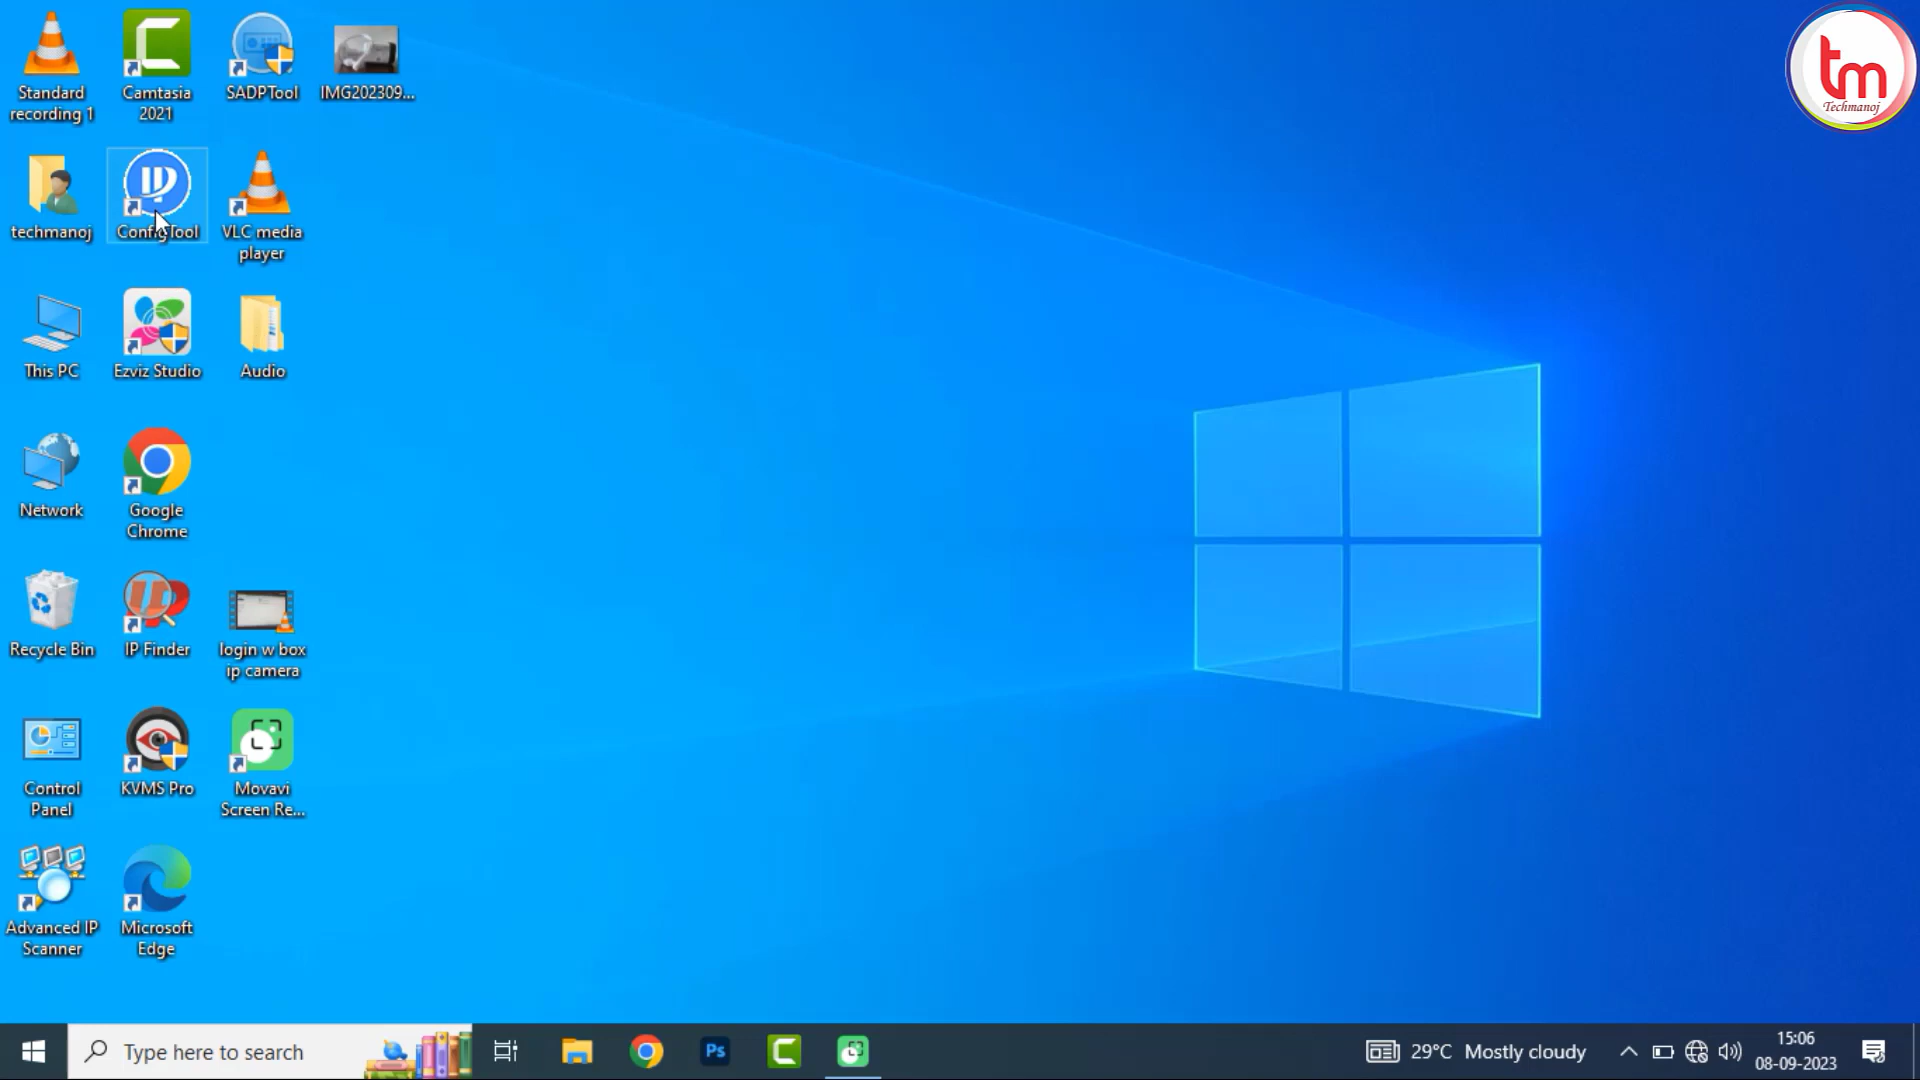 Standard
recording 1
Camtasia
2021
SADPTool
IMG202309...
tm
Techmanoj
techmanoj
ConfigTool
VLC media
player
This PC
Ezviz Studio
Audio
Network
Google
Chrome
Recycle Bin
IP Finder
login w box
ip camera
Control
Panel
KVMS Pro
Movavi
Screen Re...
Advanced IP
Scanner
Microsoft
Edge
Type here to search
Ps
29°C Mostly cloudy
15:06
08-09-2023